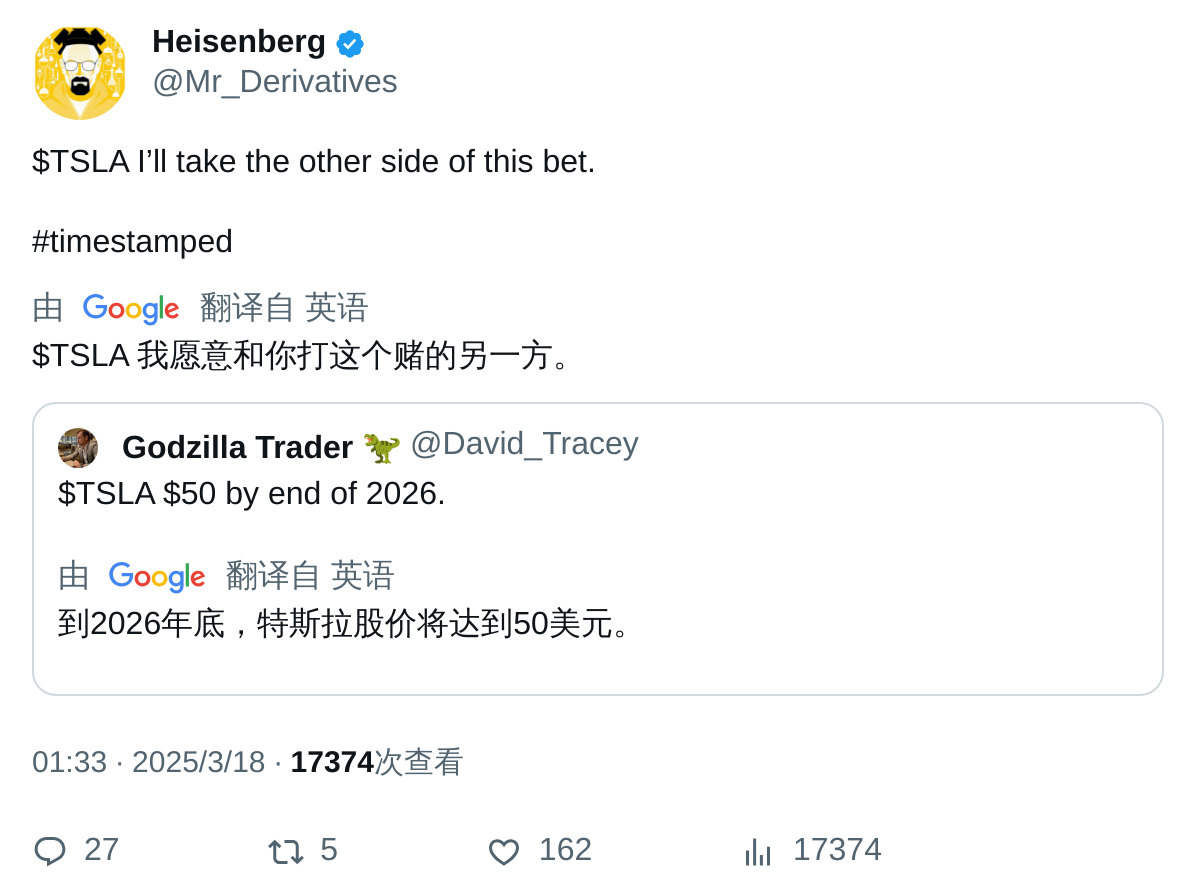 Heisenberg
@Mr_Derivatives
$TSLA I’ll take the other side of this bet.
#timestamped
由 Google 翻译自 英语
$TSLA 我愿意和你打这个赌的另一方。
Godzilla Trader 🦖 @David_Tracey
$TSLA $50 by end of 2026.
由 Google 翻译自 英语
到2026年底，特斯拉股价将达到50美元。
01:33 · 2025/3/18 · 17374次查看
27 5 162 17374